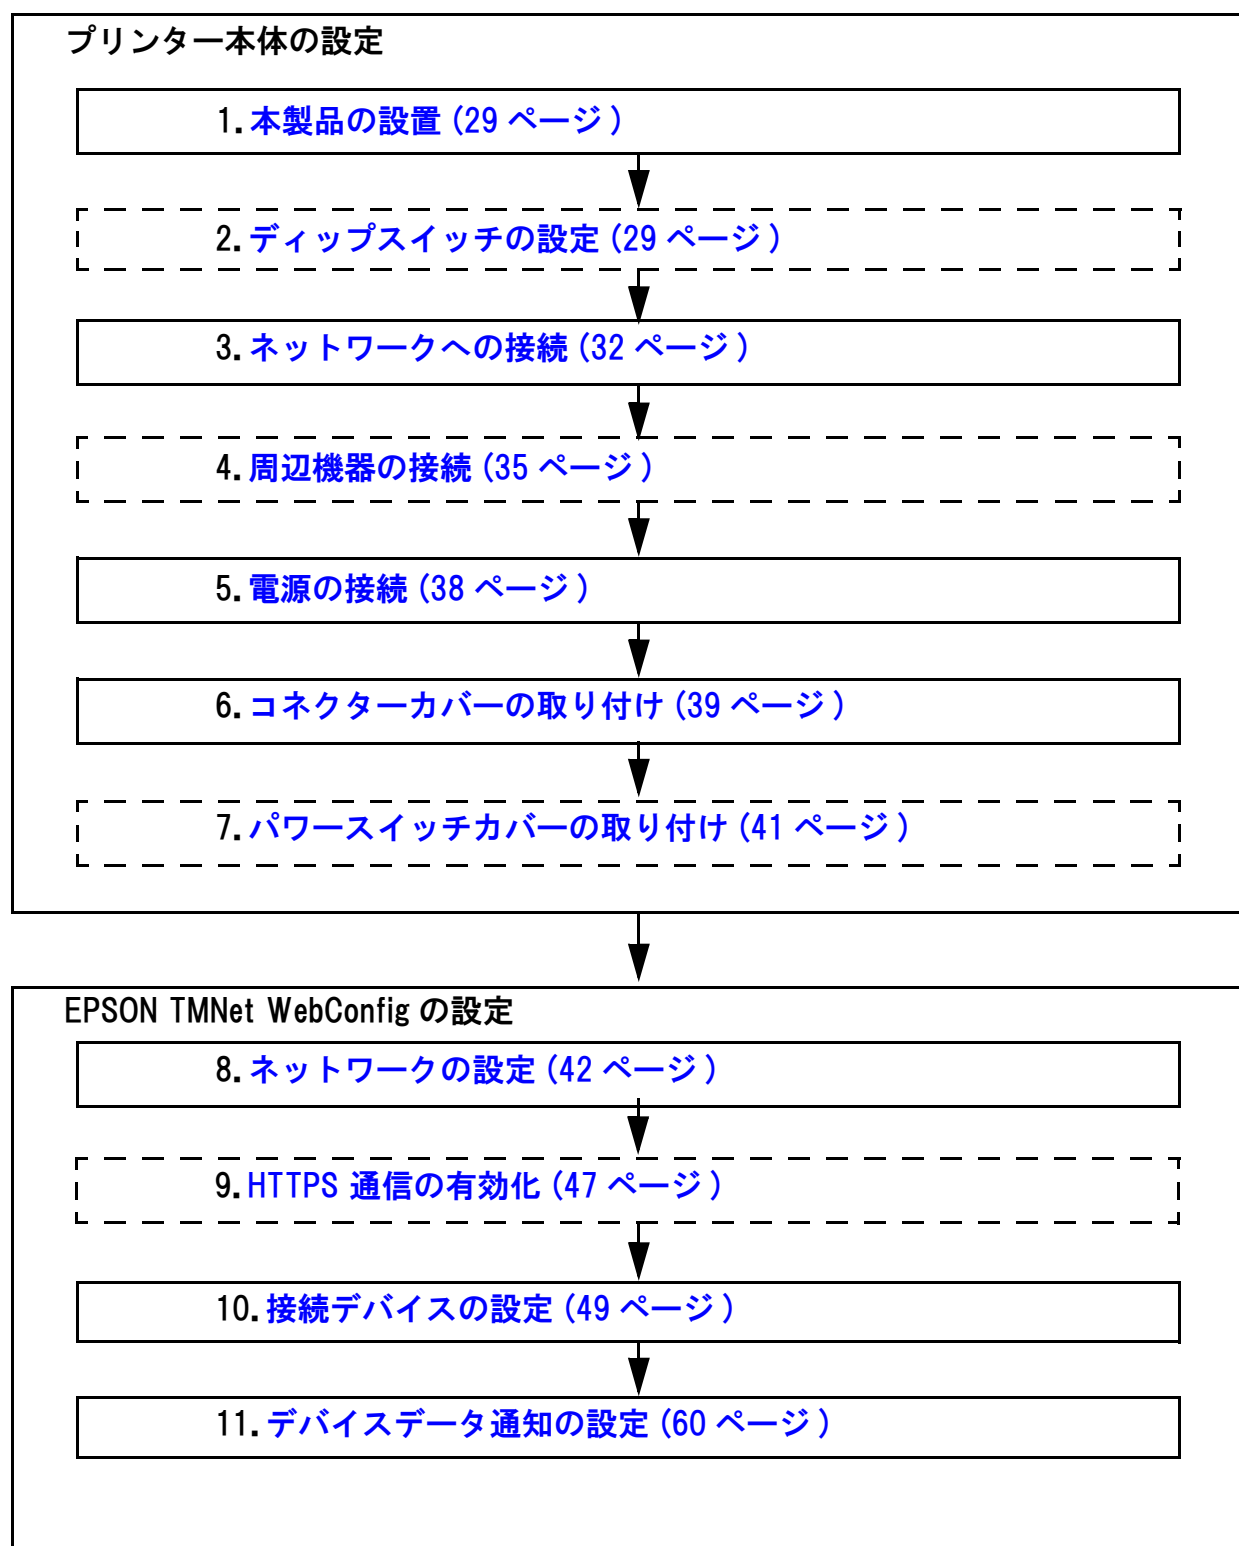 プリンター本体の設定
1. 本製品の設置 (29 ページ )
2. ディップスイッチの設定 (29 ページ )
3. ネットワークへの接続 (32 ページ )
4. 周辺機器の接続 (35 ページ )
5. 電源の接続 (38 ページ )
6. コネクターカバーの取り付け (39 ページ )
7. パワースイッチカバーの取り付け (41 ページ )
EPSON TMNet WebConfig の設定
8. ネットワークの設定 (42 ページ )
9. HTTPS 通信の有効化 (47 ページ )
10. 接続デバイスの設定 (49 ページ )
11. デバイスデータ通知の設定 (60 ページ )